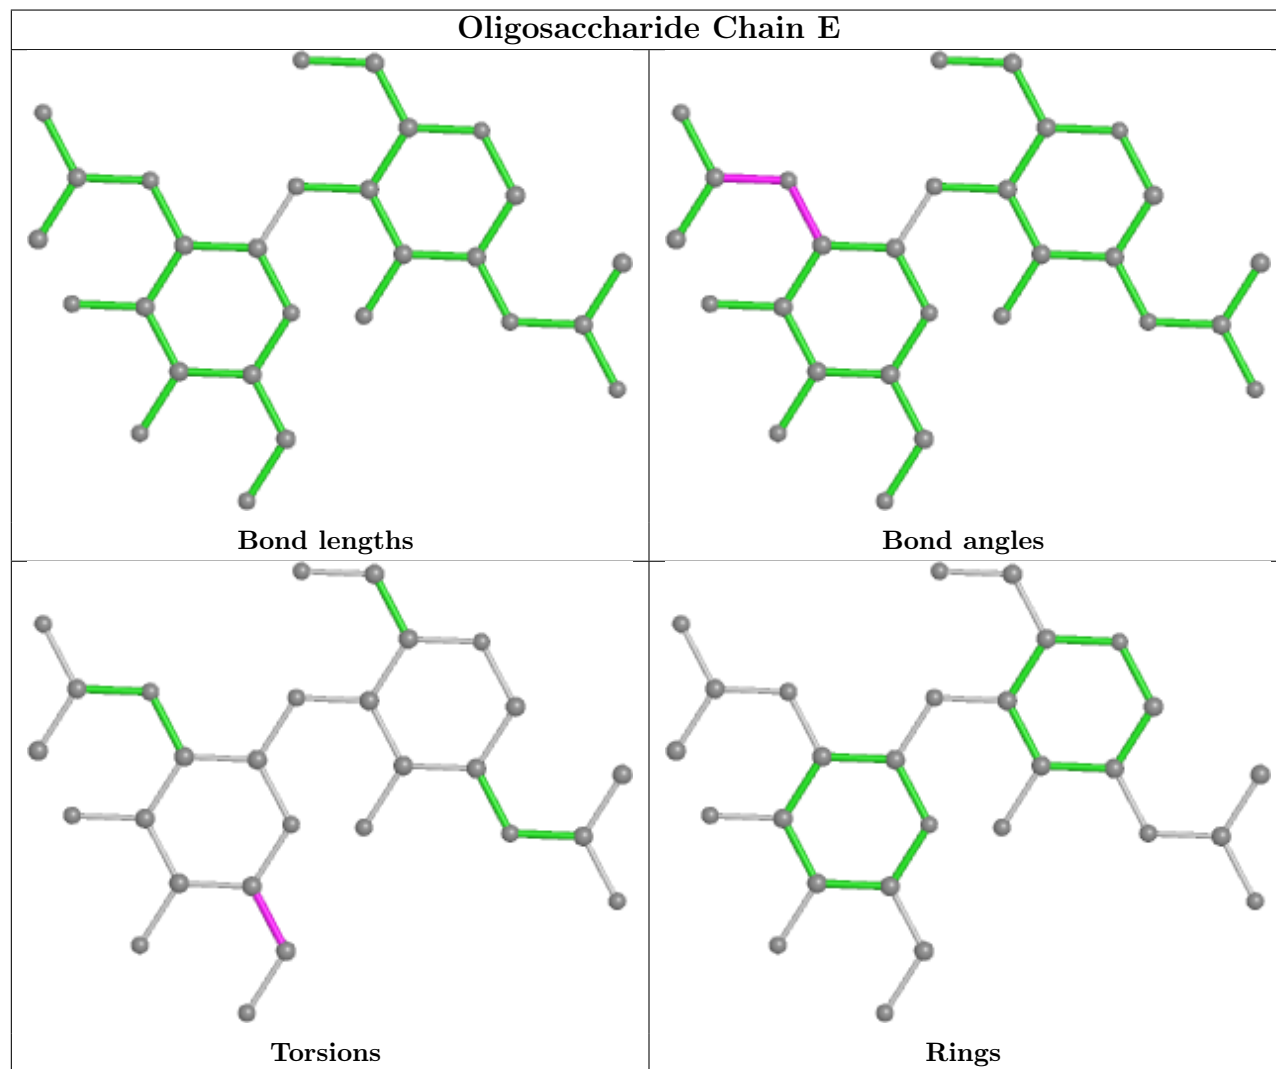 Oligosaccharide Chain E
Bond lengths
Bond angles
Torsions
Rings